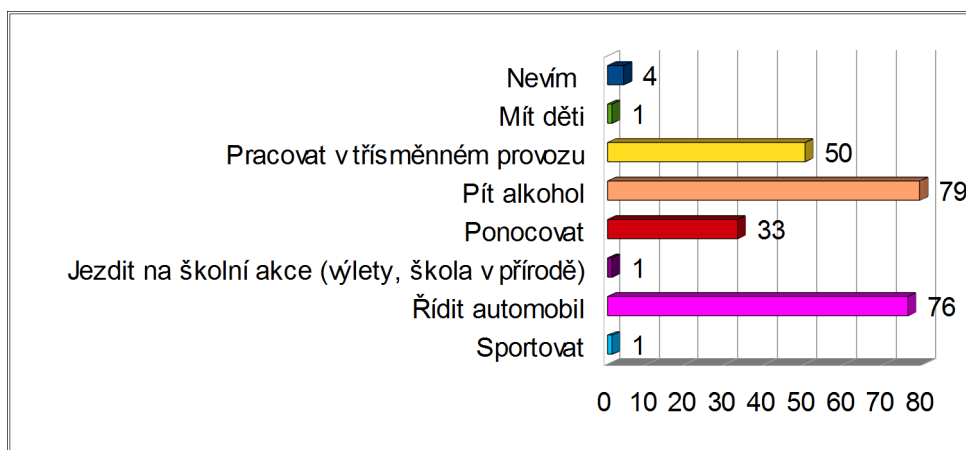 Nevím 4
Mít děti 1
Pracovat v třísměnném provozu 50
Pít alkohol 79
Ponocovat 33
Jezdit na školní akce (výlety, škola v přírodě) 1
Řídit automobil 76
Sportovat 1
0 10 20 30 40 50 60 70 80